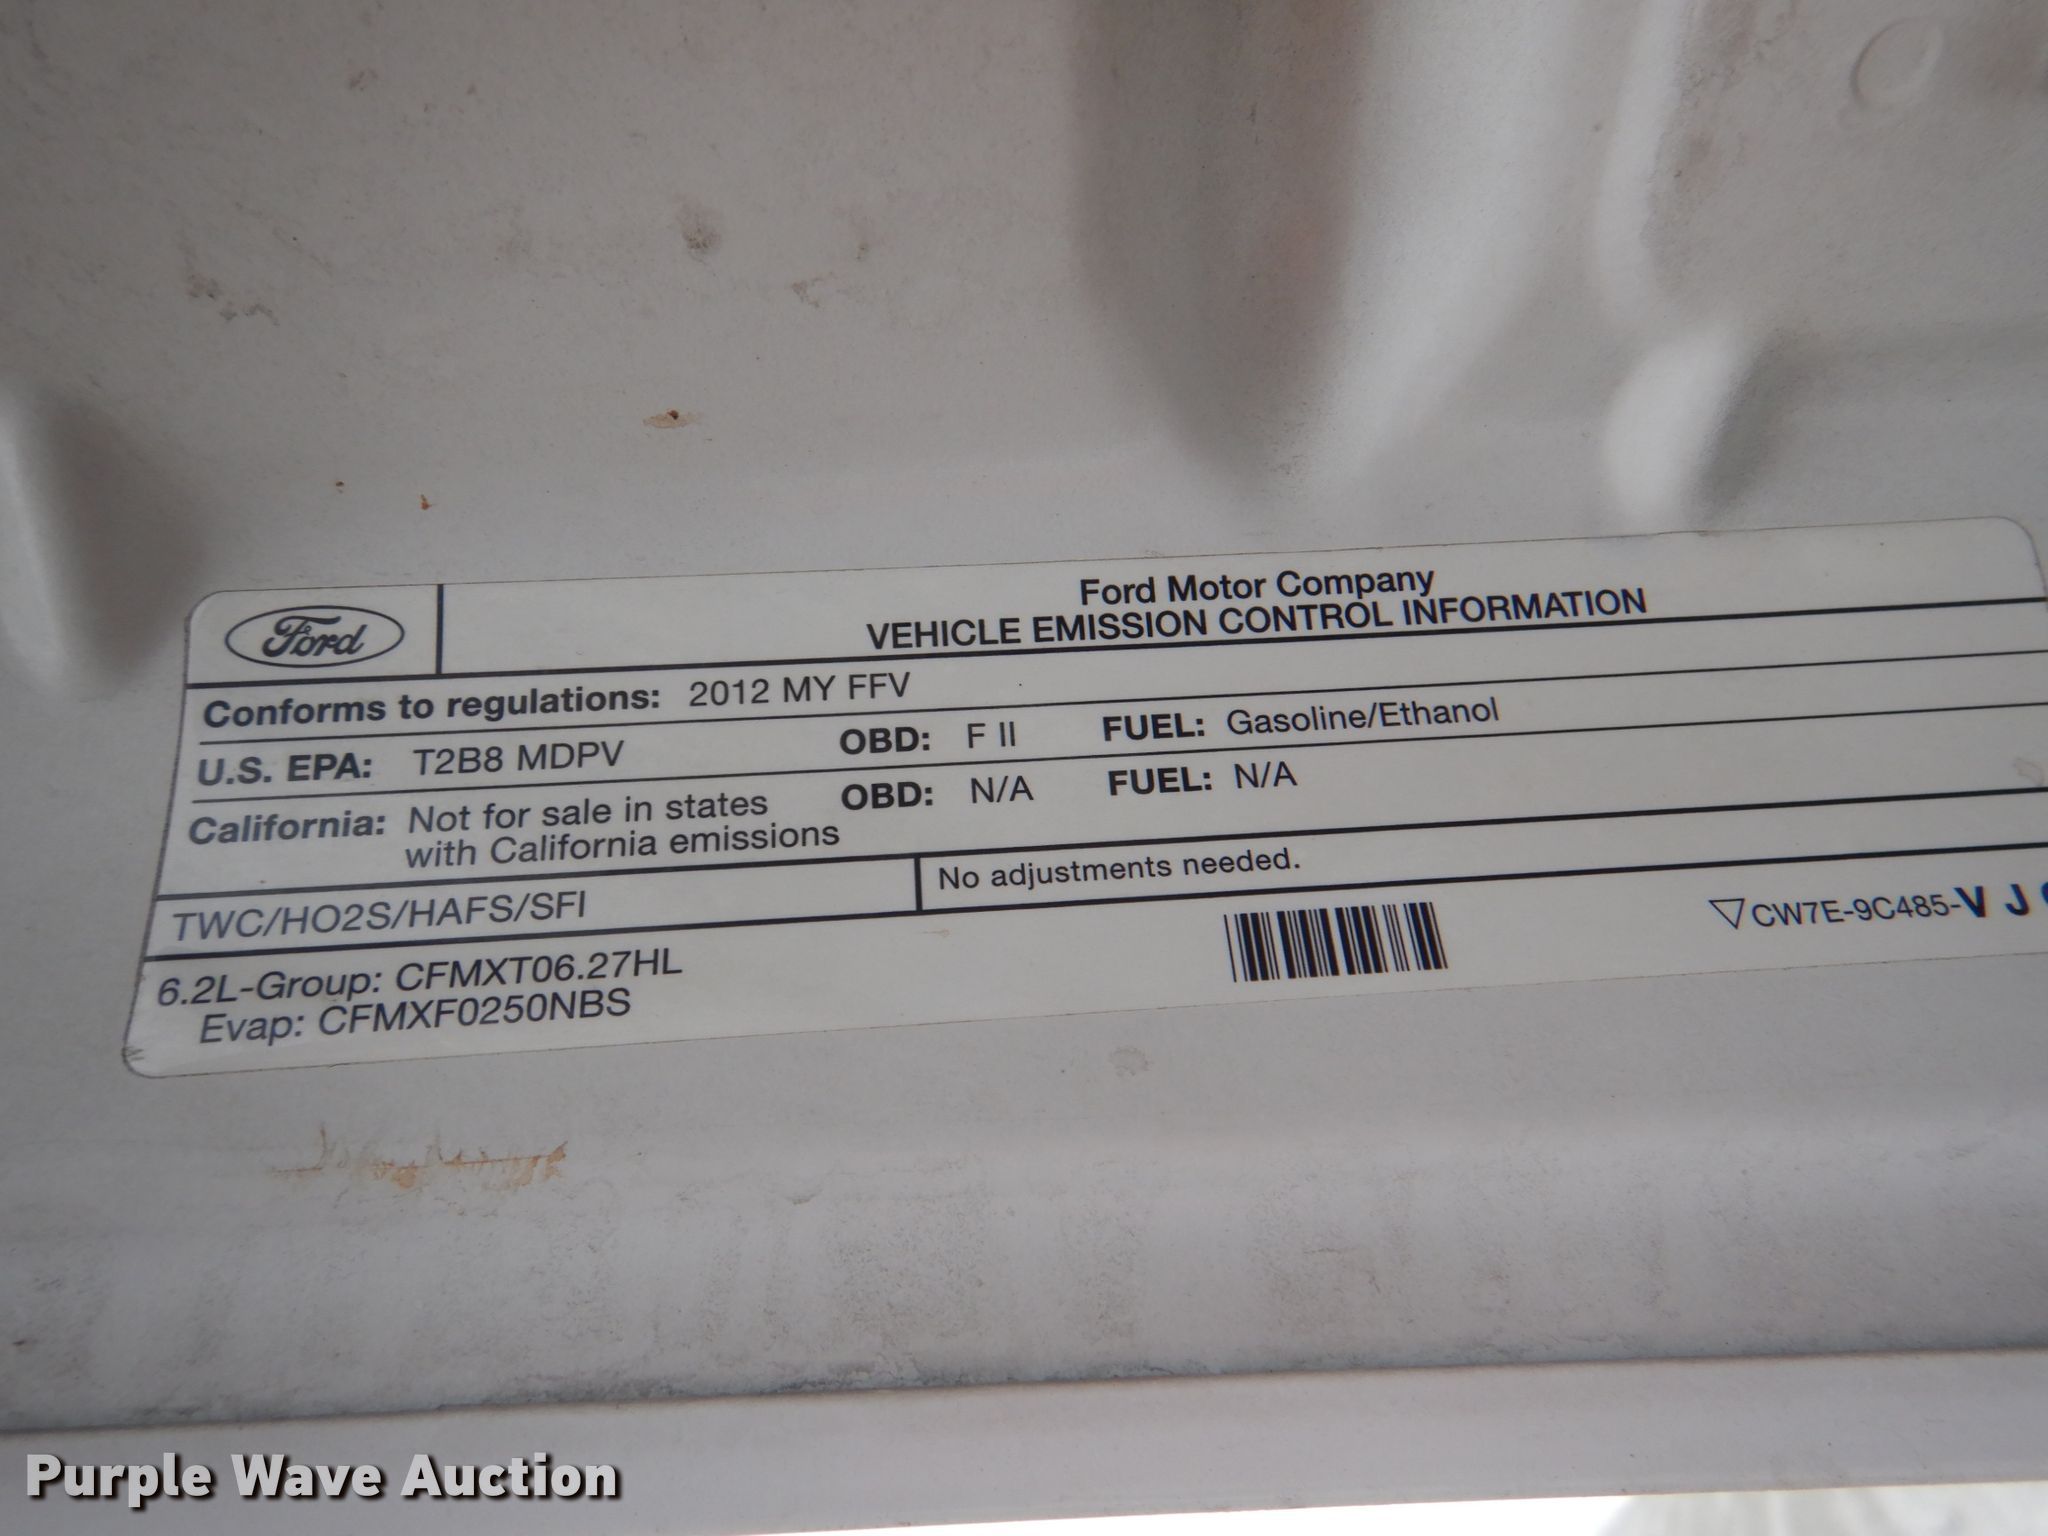 Ford
Ford Motor Company
VEHICLE EMISSION CONTROL INFORMATION
Conforms to regulations: 2012 MY FFV
U.S. EPA: T2B8 MDPV OBD: F II FUEL: Gasoline/Ethanol
California: Not for sale in states with California emissions OBD: N/A FUEL: N/A
TWC/HO2S/HAFS/SFI
No adjustments needed.
6.2L-Group: CFMXT06.27HL
Evap: CFMXF0250NBS
CW7E-9C485-V J
Purple Wave Auction